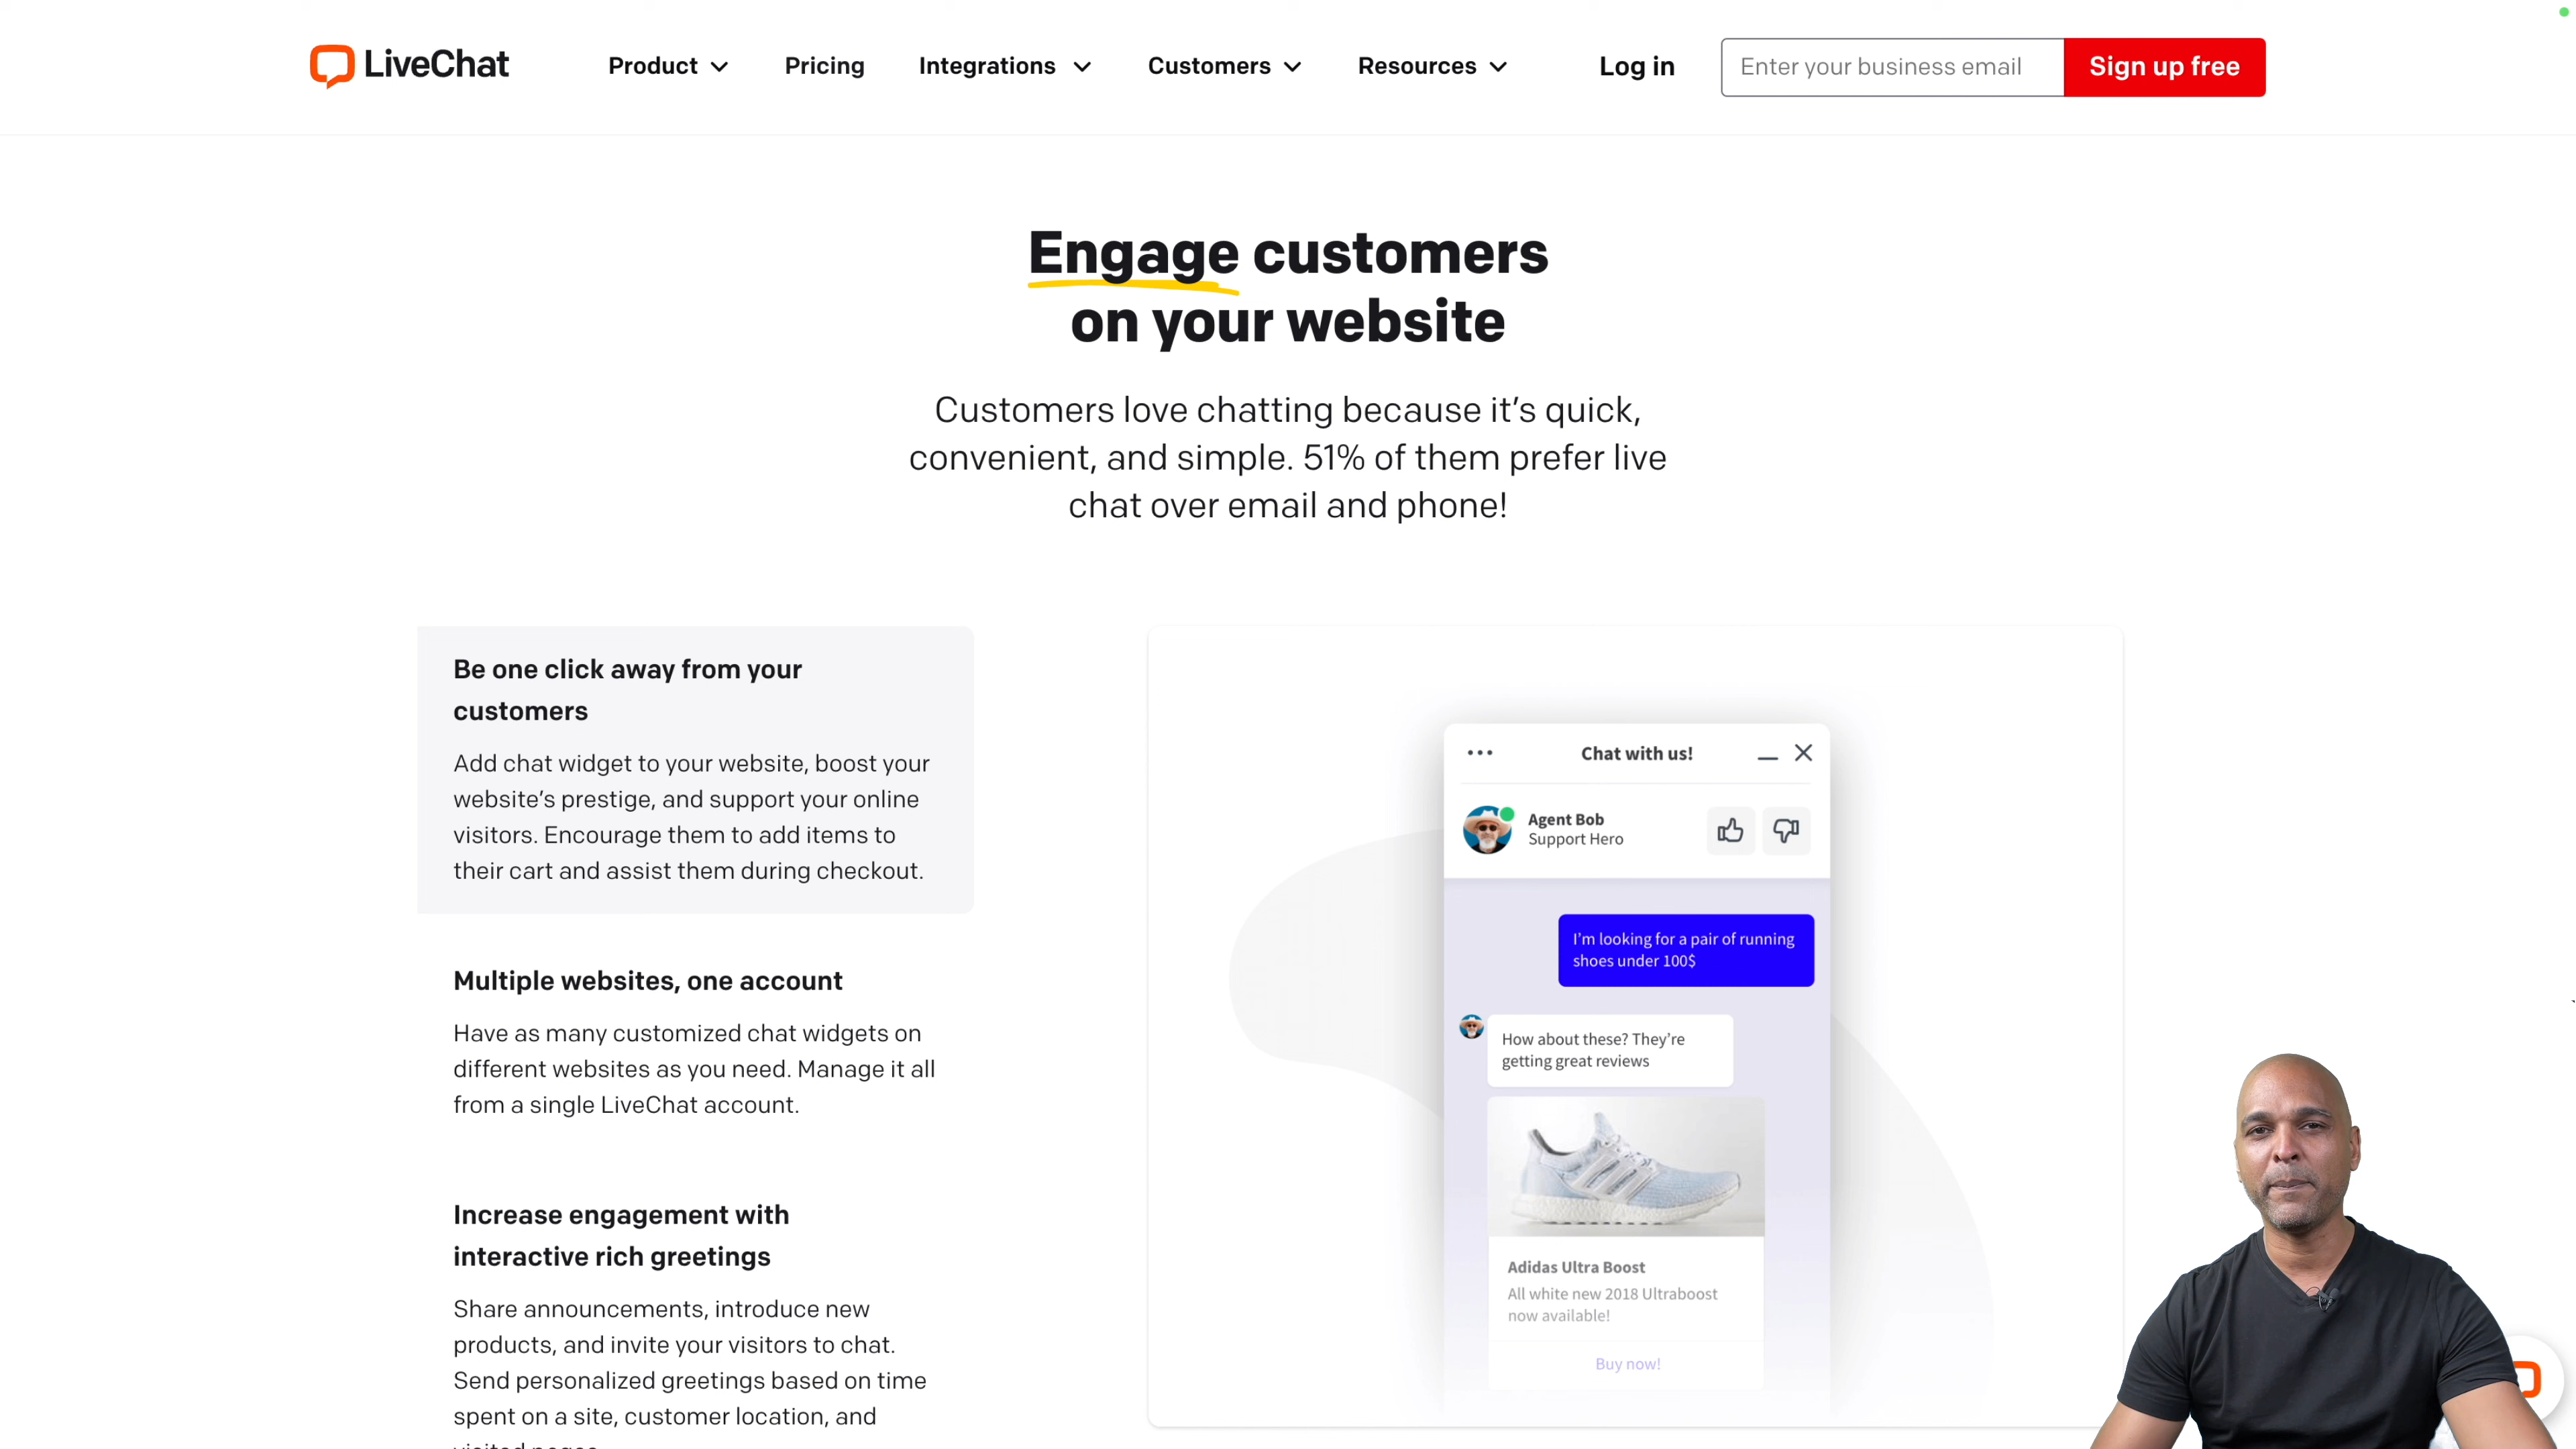 LiveChat
Product
Pricing
Integrations
Customers
Resources
Log in
Enter your business email
Sign up free
Engage customers
on your website
Customers love chatting because it's quick,
convenient, and simple. 51% of them prefer live
chat over email and phone!
Be one click away from your
customers
Add chat widget to your website, boost your
website's prestige, and support your online
visitors. Encourage them to add items to
their cart and assist them during checkout.
Multiple websites, one account
Have as many customized chat widgets on
different websites as you need. Manage it all
from a single LiveChat account.
Increase engagement with
interactive rich greetings
Share announcements, introduce new
products, and invite your visitors to chat.
Send personalized greetings based on time
spent on a site, customer location, and
visited pages.
Chat with us!
Agent Bob
Support Hero
I'm looking for a pair of running
shoes under 100$
How about these? They're
getting great reviews
Adidas Ultra Boost
All white new 2018 Ultraboost
now available!
Buy now!